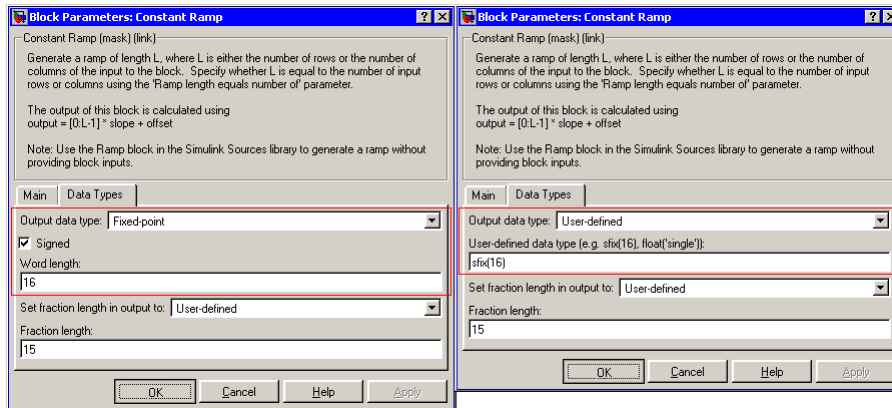 Block Parameters: Constant Ramp
Constant Ramp (mask) (link)
Generate a ramp of length L, where L is either the number of rows or the number of
columns of the input to the block. Specify whether L is equal to the number of input
rows or columns using the 'Ramp length equals number of' parameter.
The output of this block is calculated using
output = [0:L-1] * slope + offset
Note: Use the Ramp block in the Simulink Sources library to generate a ramp without
providing block inputs.
Main
Data Types
Output data type: Fixed-point
Signed
Word length:
16
Set fraction length in output to: User-defined
Fraction length:
15
OK
Cancel
Help
Apply
Block Parameters: Constant Ramp
Constant Ramp (mask) (link)
Generate a ramp of length L, where L is either the number of rows or the number of
columns of the input to the block. Specify whether L is equal to the number of input
rows or columns using the 'Ramp length equals number of' parameter.
The output of this block is calculated using
output = [0:L-1] * slope + offset
Note: Use the Ramp block in the Simulink Sources library to generate a ramp without
providing block inputs.
Main
Data Types
Output data type: User-defined
User-defined data type (e.g. sfix(16), float('single')):
sfix(16)
Set fraction length in output to: User-defined
Fraction length:
15
OK
Cancel
Help
Apply